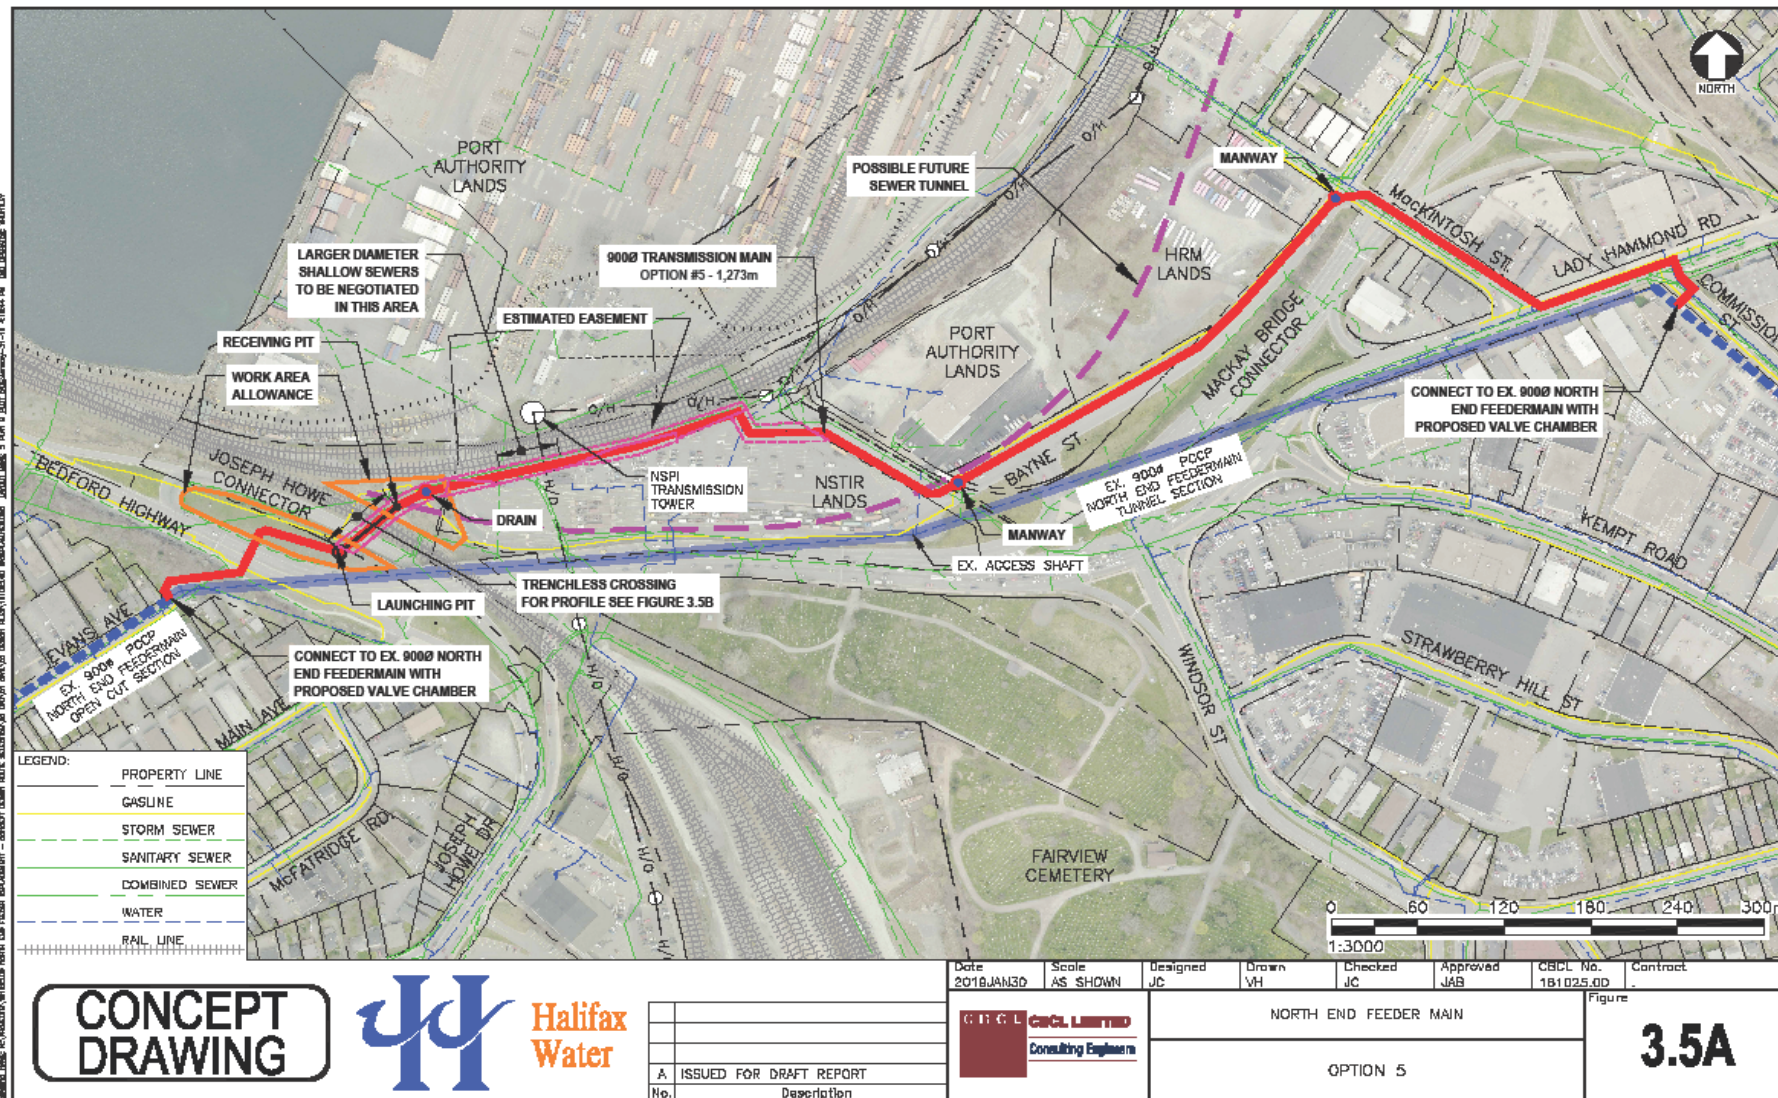 NORTH
PORT
AUTHORITY
LANDS
POSSIBLE FUTURE
SEWER TUNNEL
MANWAY
MacKINTOSH
ST.
LADY HAMMOND RD
COMMISSION
ST.
HRM
LANDS
LARGER DIAMETER
SHALLOW SEWERS
TO BE NEGOTIATED
IN THIS AREA
900Ø TRANSMISSION MAIN
OPTION #5 - 1,273m
ESTIMATED EASEMENT
RECEIVING PIT
WORK AREA
ALLOWANCE
PORT
AUTHORITY
LANDS
MACKAY BRIDGE
CONNECTOR
CONNECT TO EX. 900Ø NORTH
END FEEDERMAIN WITH
PROPOSED VALVE CHAMBER
BEDFORD HIGHWAY
JOSEPH HOWE
CONNECTOR
NSPI
TRANSMISSION
TOWER
NSTIR
LANDS
BAYNE ST
EX. 900ø PCCP
NORTH END FEEDERMAIN
TUNNEL SECTION
KEMPT ROAD
DRAIN
MANWAY
EX. ACCESS SHAFT
TRENCHLESS CROSSING
FOR PROFILE SEE FIGURE 3.5B
LAUNCHING PIT
EVANS AVE
EX. 900ø PCCP
NORTH END FEEDERMAIN
OPEN CUT SECTION
CONNECT TO EX. 900Ø NORTH
END FEEDERMAIN WITH
PROPOSED VALVE CHAMBER
WINDSOR ST
STRAWBERRY HILL ST
MAIN AVE
McFATRIDGE RD
JOSEPH
HOWE DR
FAIRVIEW
CEMETERY
O/H
O/H
O/H
O/H
O/H
O/H
H/O
H/O
H/O
H/O
H/O
LEGEND:
PROPERTY LINE
GASLINE
STORM SEWER
SANITARY SEWER
COMBINED SEWER
WATER
RAIL LINE
0 60 120 180 240 300m
1:3000
CONCEPT
DRAWING
Halifax
Water
A ISSUED FOR DRAFT REPORT
No. Description
Date Scale Designed Drawn Checked Approved CBCL No. Contract
2018JAN30 AS SHOWN JC VH JC JAB 181025.00 -
CBCL CBCL LIMITED
Consulting Engineers
NORTH END FEEDER MAIN
OPTION 5
Figure
3.5A